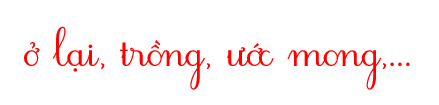 ở lại, trồng, ước mong,...